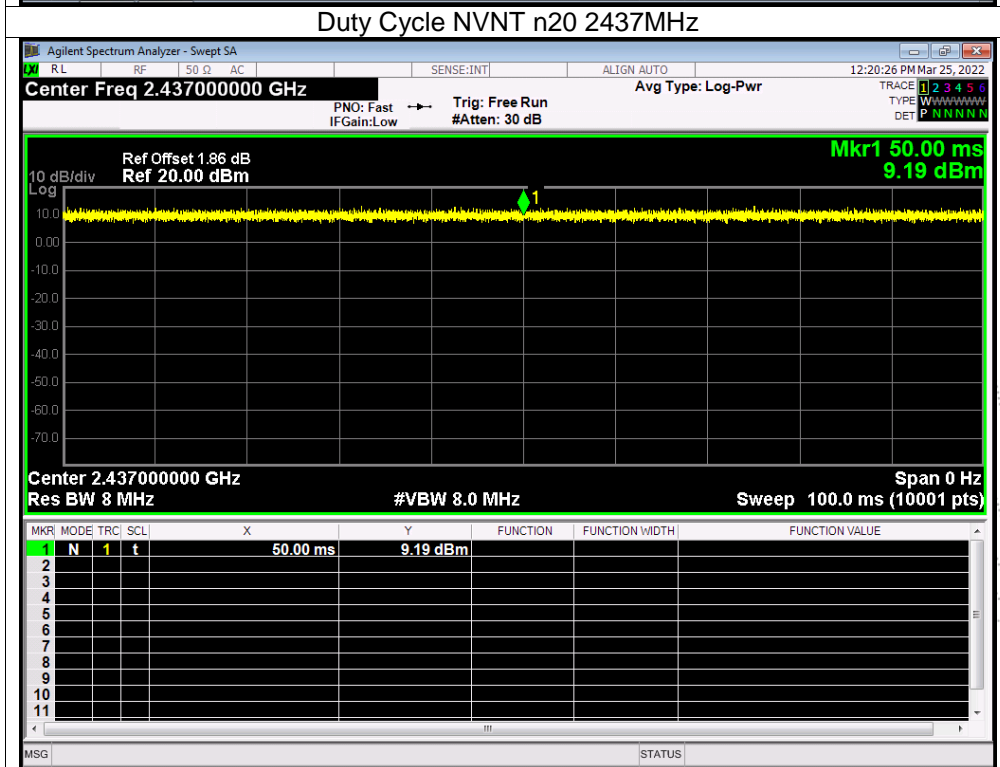 Duty Cycle NVNT n20 2437MHz
Agilent Spectrum Analyzer - Swept SA
LXI RL RF 50 Ω AC SENSE:INT ALIGN AUTO 12:20:26 PM Mar 25, 2022
Center Freq 2.437000000 GHz Avg Type: Log-Pwr TRACE 1 2 3 4 5 6
PNO: Fast Trig: Free Run TYPE WWWWWW
IFGain:Low #Atten: 30 dB DET P N N N N N
Mkr1 50.00 ms
Ref Offset 1.86 dB
10 dB/div Ref 20.00 dBm 9.19 dBm
Log
1
10.0
0.00
-10.0
-20.0
-30.0
-40.0
-50.0
-60.0
-70.0
Center 2.437000000 GHz Span 0 Hz
Res BW 8 MHz #VBW 8.0 MHz Sweep 100.0 ms (10001 pts)
MKR MODE TRC SCL X Y FUNCTION FUNCTION WIDTH FUNCTION VALUE
1 N 1 t 50.00 ms 9.19 dBm
2
3
4
5
6
7
8
9
10
11
MSG STATUS